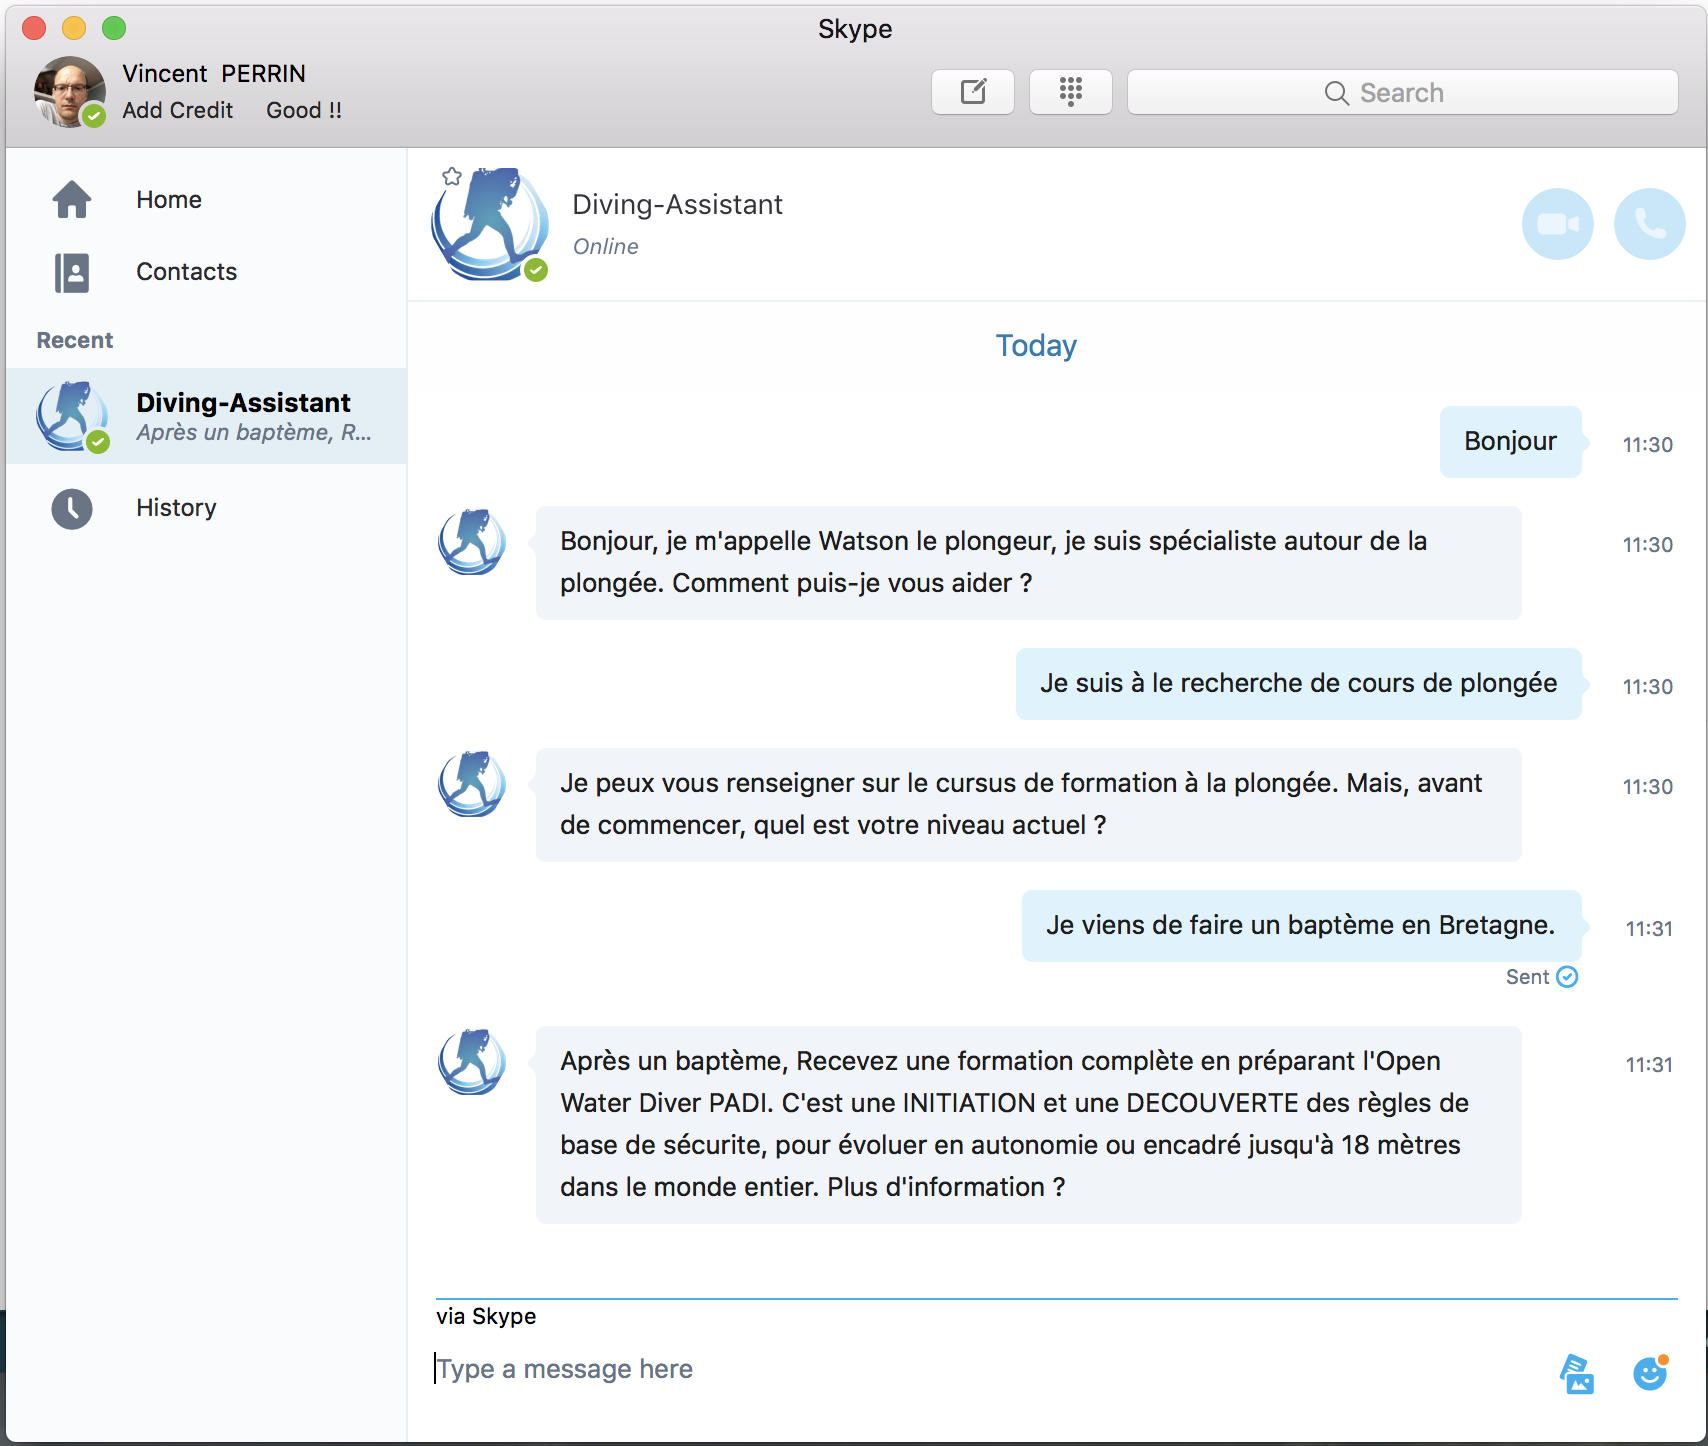 Skype
Vincent  PERRIN
Add Credit    Good !!
Search
Home
Contacts
Recent
Diving-Assistant
Après un baptème, R...
History
Diving-Assistant
Online
Today
Bonjour
11:30
Bonjour, je m'appelle Watson le plongeur, je suis spécialiste autour de la
plongée. Comment puis-je vous aider ?
11:30
Je suis à le recherche de cours de plongée
11:30
Je peux vous renseigner sur le cursus de formation à la plongée. Mais, avant
de commencer, quel est votre niveau actuel ?
11:30
Je viens de faire un baptème en Bretagne.
11:31
Sent
Après un baptème, Recevez une formation complète en préparant l'Open
Water Diver PADI. C'est une INITIATION et une DECOUVERTE des règles de
base de sécurite, pour évoluer en autonomie ou encadré jusqu'à 18 mètres
dans le monde entier. Plus d'information ?
11:31
via Skype
Type a message here